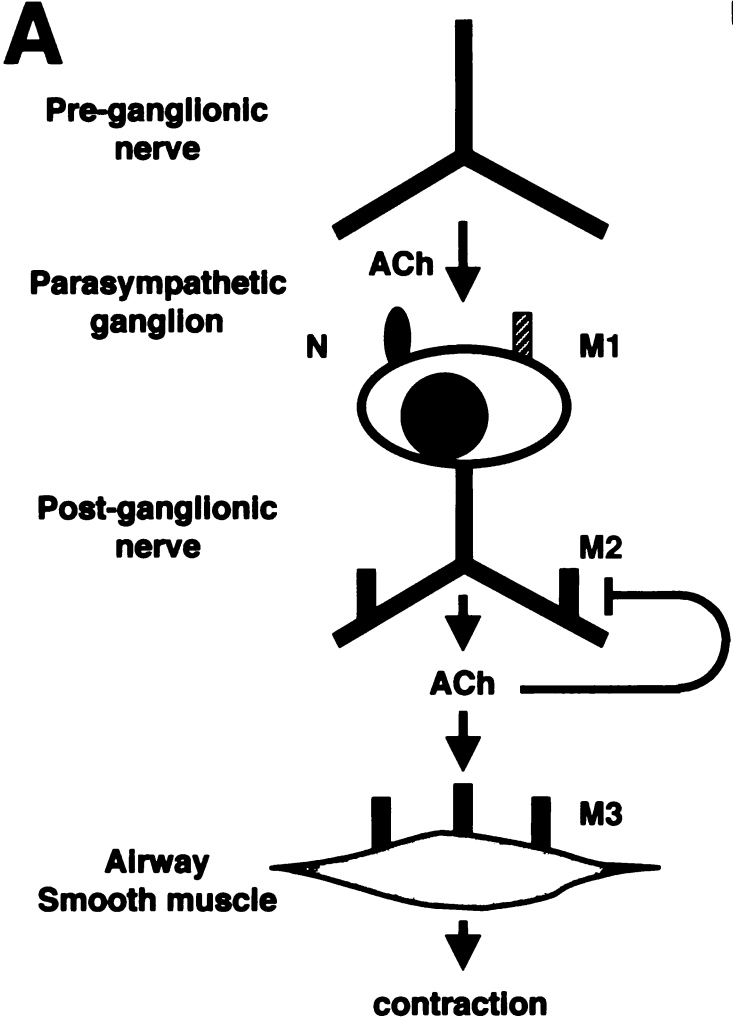 A
Pre-ganglionic
nerve
ACh
Parasympathetic
ganglion
N
M1
Post-ganglionic
nerve
M2
ACh
M3
Airway
Smooth muscle
contraction